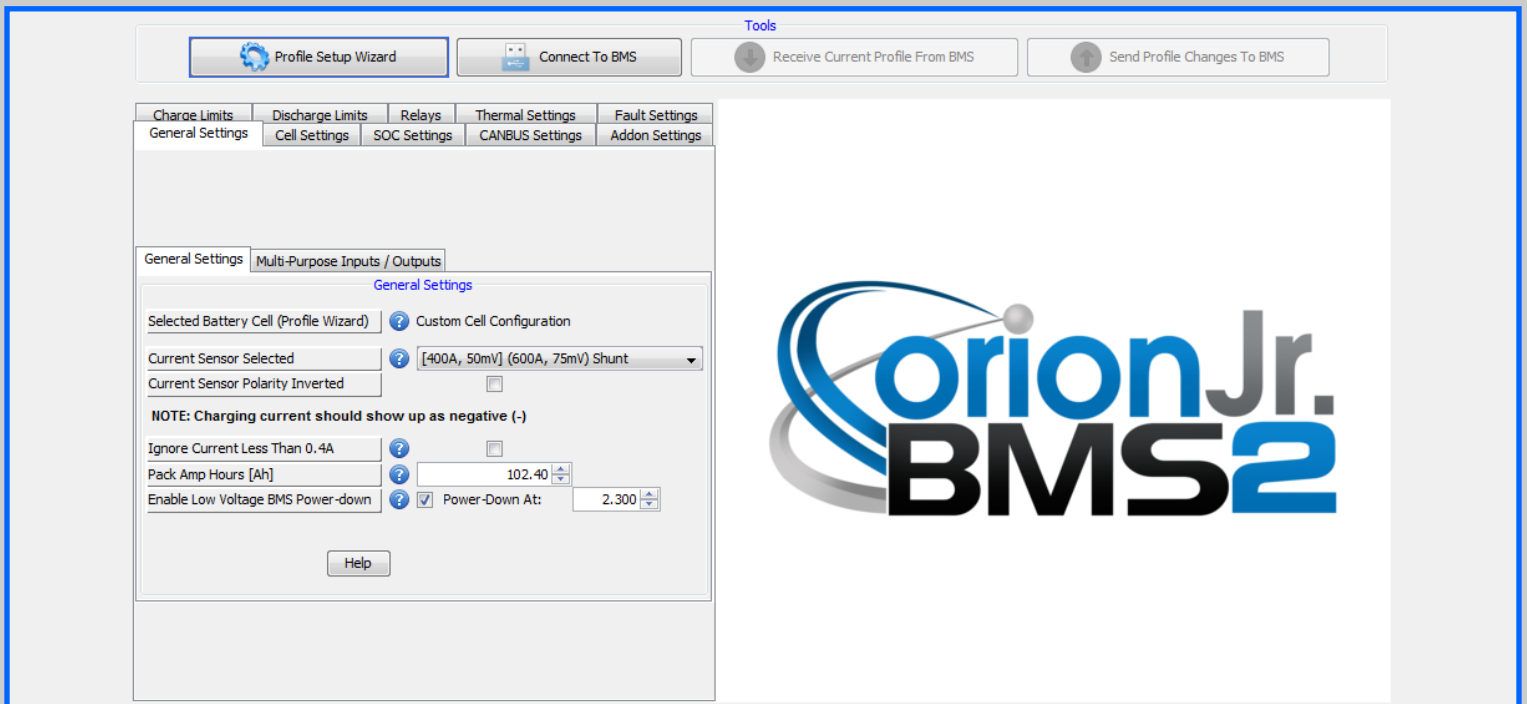 Tools
Profile Setup Wizard
Connect To BMS
Receive Current Profile From BMS
Send Profile Changes To BMS
Charge Limits
Discharge Limits
Relays
Thermal Settings
Fault Settings
General Settings
Cell Settings
SOC Settings
CANBUS Settings
Addon Settings
General Settings
Multi-Purpose Inputs / Outputs
General Settings
Selected Battery Cell (Profile Wizard)
?
Custom Cell Configuration
Current Sensor Selected
?
[400A, 50mV] (600A, 75mV) Shunt
Current Sensor Polarity Inverted
NOTE: Charging current should show up as negative (-)
Ignore Current Less Than 0.4A
?
Pack Amp Hours [Ah]
?
102.40
Enable Low Voltage BMS Power-down
?
Power-Down At:
2.300
Help
orionJr.
BMS2